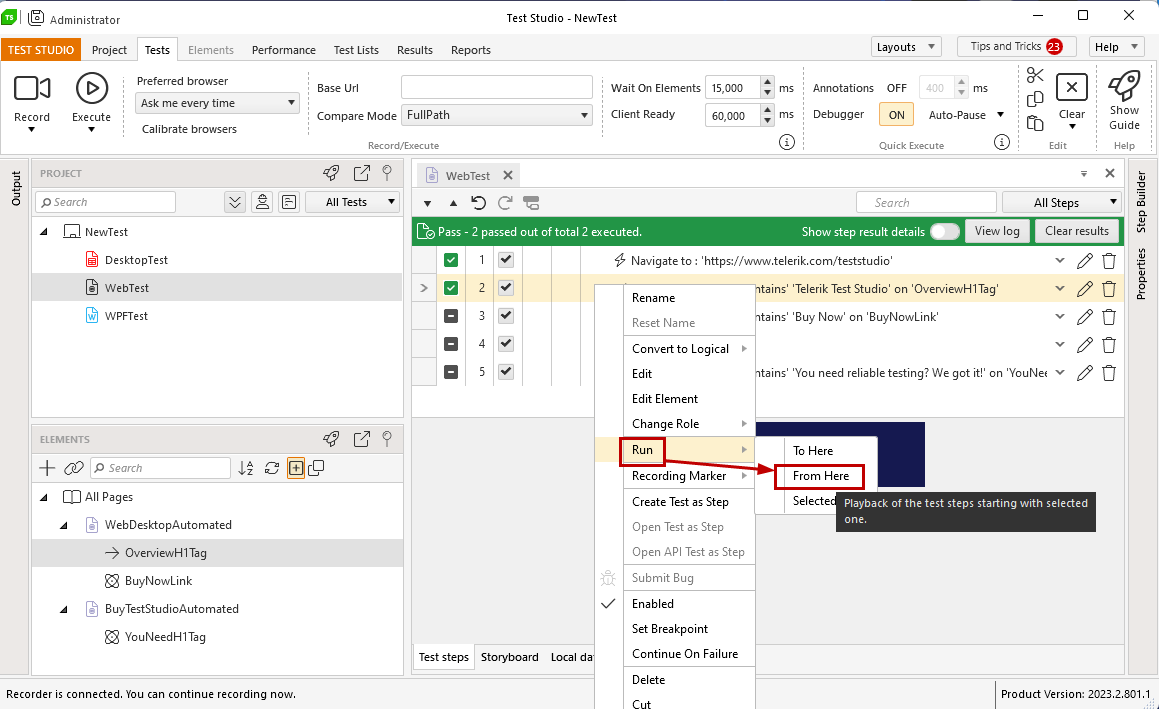 TS Administrator
Test Studio - NewTest
TEST STUDIO Project Tests Elements Performance Test Lists Results Reports
Layouts Tips and Tricks 23 Help
Record
Execute
Preferred browser
Ask me every time
Calibrate browsers
Base Url
Compare Mode FullPath
Record/Execute
Wait On Elements 15,000 ms
Client Ready 60,000 ms
Annotations OFF 400 ms
Debugger ON Auto-Pause
Quick Execute
Clear
Edit
Show
Guide
Help
Output
PROJECT
Search
All Tests
NewTest
DesktopTest
WebTest
WPFTest
ELEMENTS
Search
All Pages
WebDesktopAutomated
OverviewH1Tag
BuyNowLink
BuyTestStudioAutomated
YouNeedH1Tag
WebTest
Search
All Steps
Pass - 2 passed out of total 2 executed.
Show step result details View log Clear results
1 Navigate to : 'https://www.telerik.com/teststudio'
2 ntains' 'Telerik Test Studio' on 'OverviewH1Tag'
3 ntains' 'Buy Now' on 'BuyNowLink'
4
5 ntains' 'You need reliable testing? We got it!' on 'YouNee
Rename
Reset Name
Convert to Logical
Edit
Edit Element
Change Role
Run
Recording Marker
Create Test as Step
Open Test as Step
Open API Test as Step
Submit Bug
Enabled
Set Breakpoint
Continue On Failure
Delete
Cut
To Here
From Here
Selected
Playback of the test steps starting with selected
one.
Test steps Storyboard Local da
Step Builder
Properties
Recorder is connected. You can continue recording now.
Product Version: 2023.2.801.1